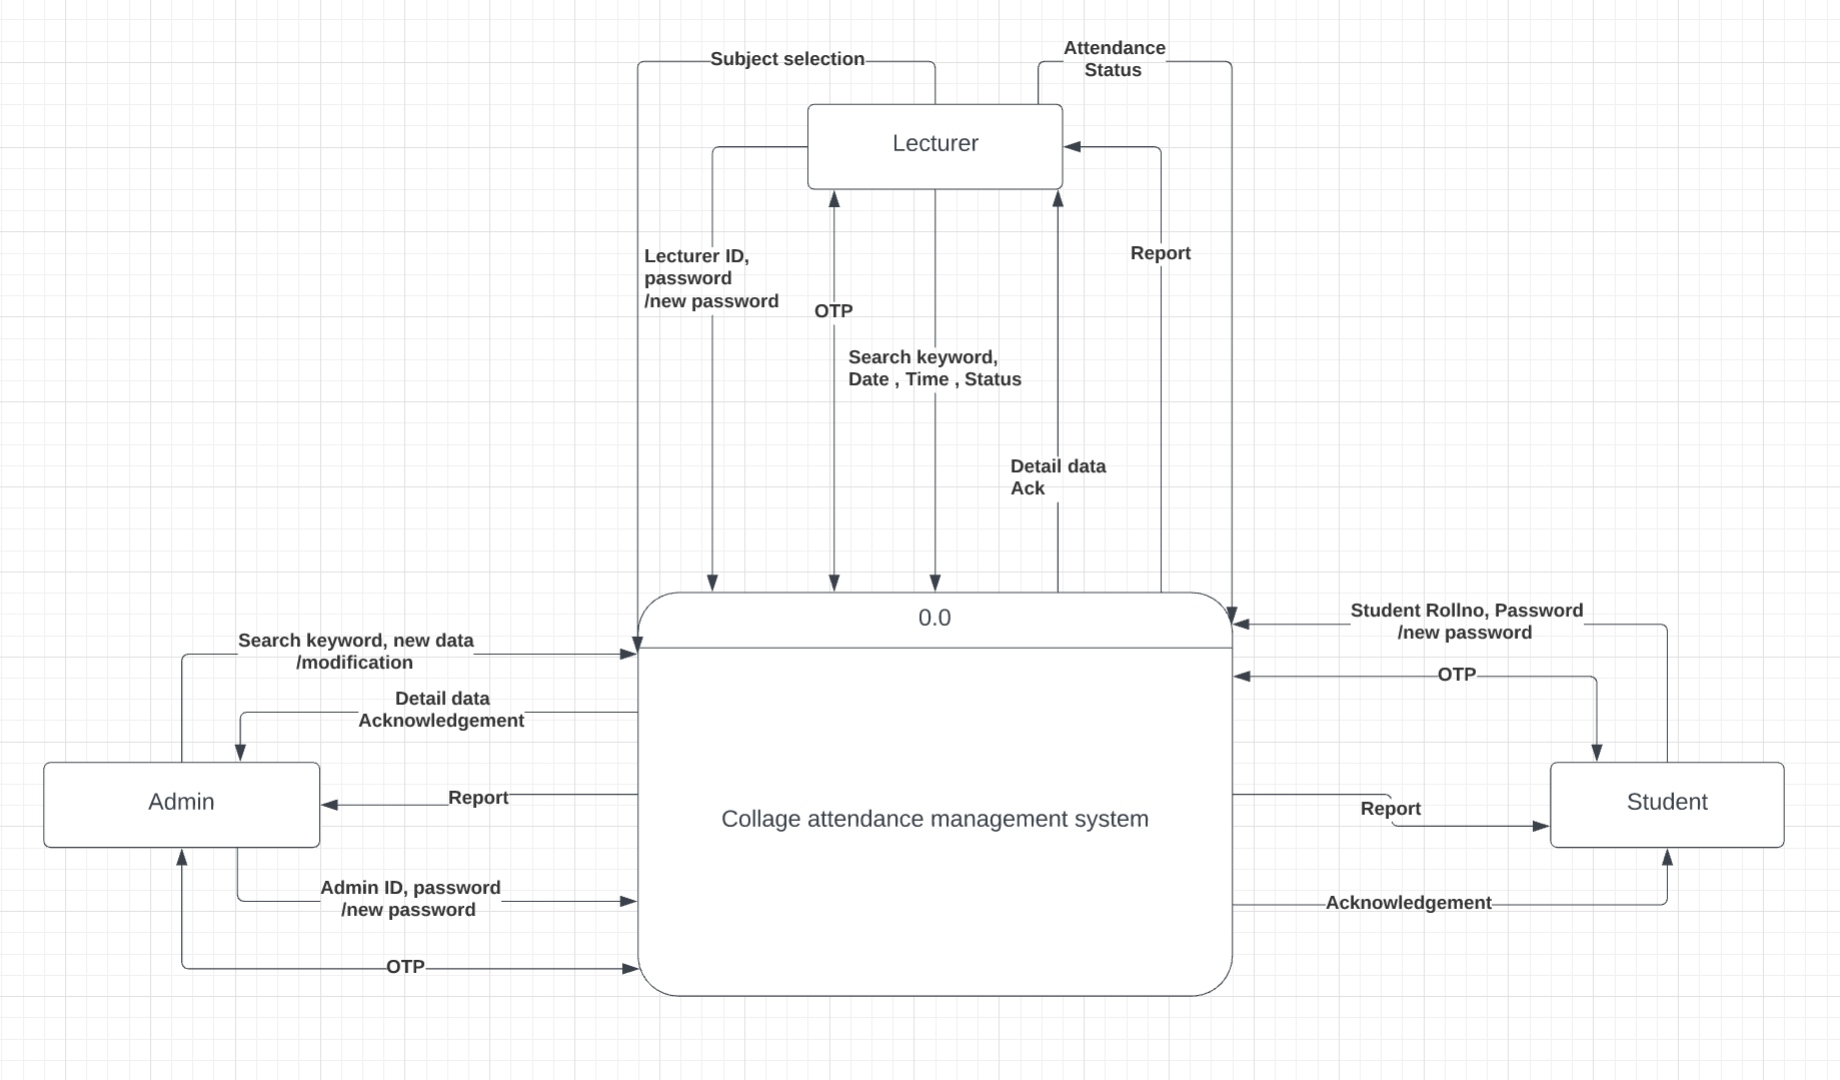 Subject selection
Attendance
Status
Lecturer
Lecturer ID,
password
/new password
Report
OTP
Search keyword,
Date , Time , Status
Detail data
Ack
0.0
Student Rollno, Password
/new password
Search keyword, new data
/modification
OTP
Detail data
Acknowledgement
Admin
Report
Collage attendance management system
Report
Student
Admin ID, password
/new password
Acknowledgement
OTP